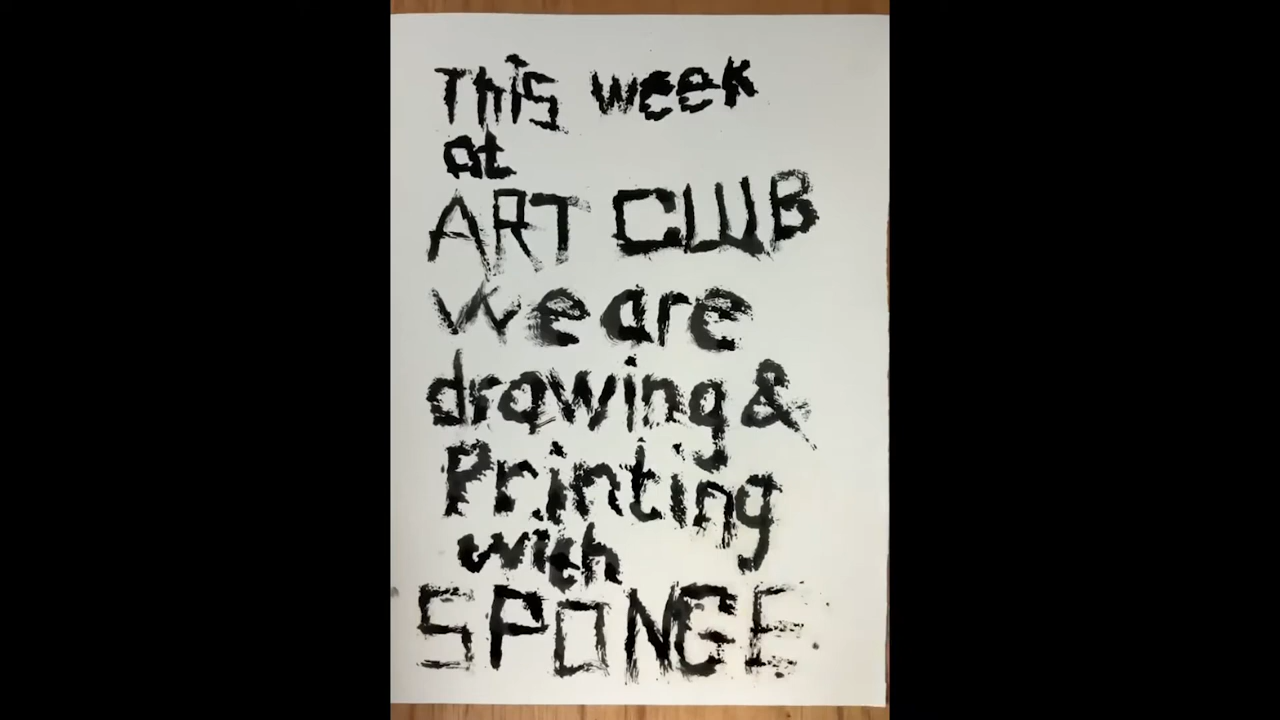 This week
at
ART CLUB
we are
drawing &
Printing
with
SPONGE